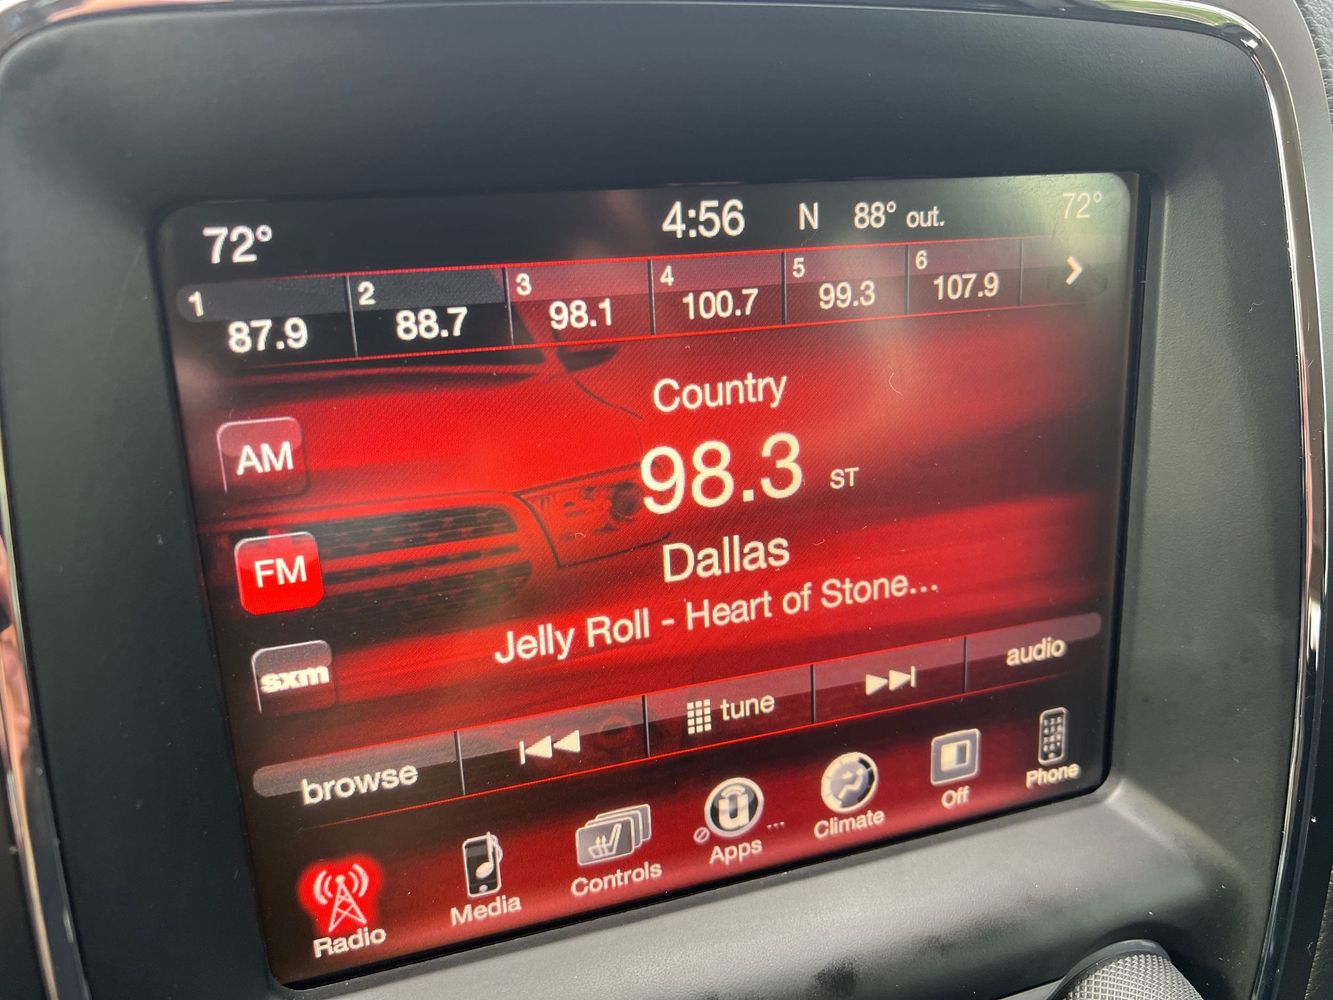 72° 4:56 N 88° out. 72°
1 2 3 4 5 6
87.9 88.7 98.1 100.7 99.3 107.9
Country
AM
98.3 ST
FM
Dallas
Jelly Roll - Heart of Stone...
sxm
browse tune audio
Radio Media Controls Apps ... Climate Off Phone